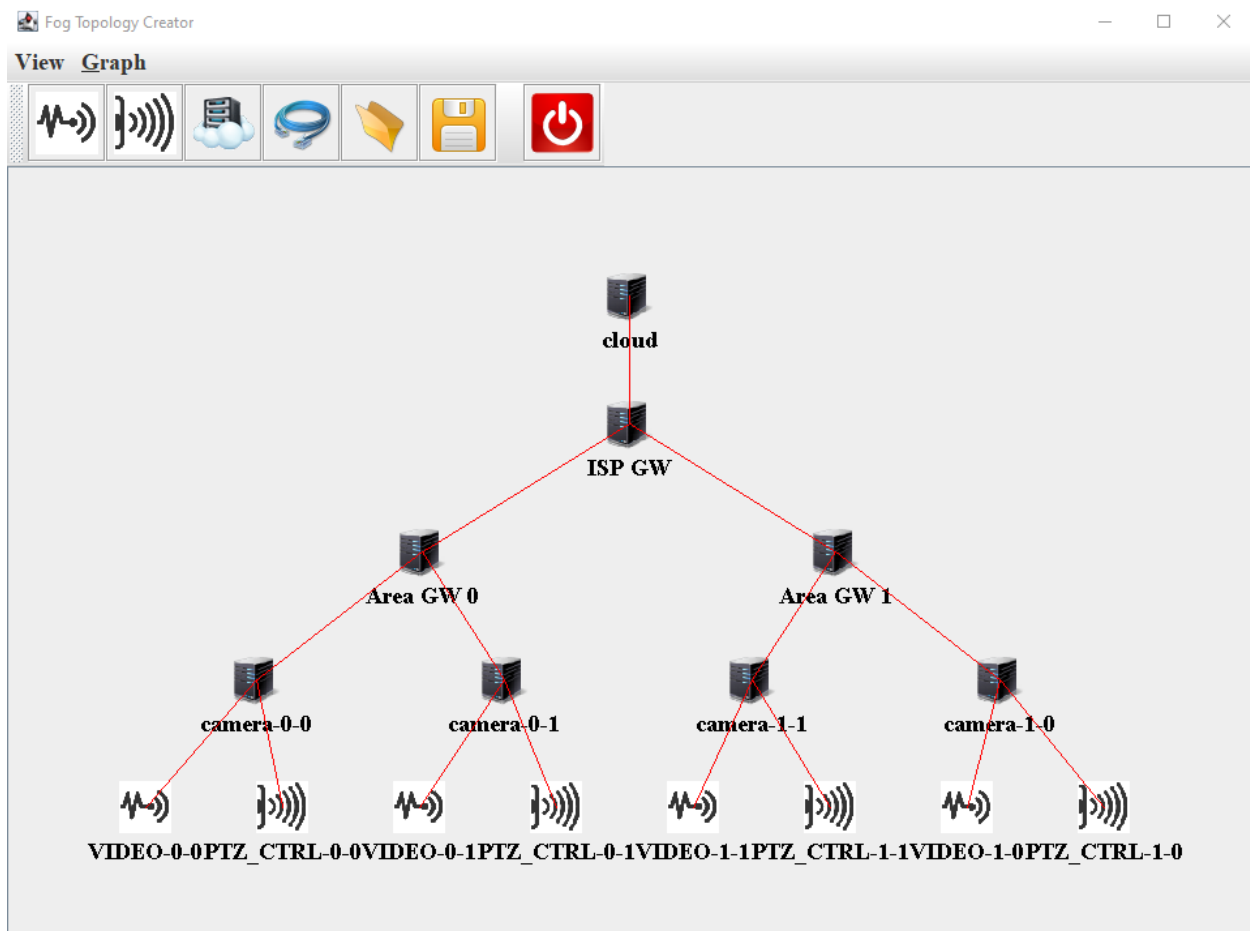 Fog Topology Creator
View Graph
cloud
ISP GW
Area GW 0 Area GW 1
camera-0-0 camera-0-1 camera-1-1 camera-1-0
VIDEO-0-0PTZ_CTRL-0-0VIDEO-0-1PTZ_CTRL-0-1VIDEO-1-1PTZ_CTRL-1-1VIDEO-1-0PTZ_CTRL-1-0